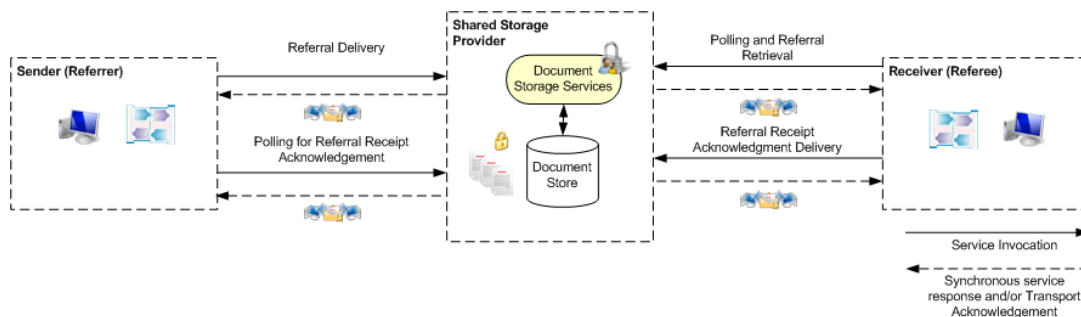 Sender (Referrer)
Referral Delivery
Polling for Referral Receipt
Acknowledgement
Shared Storage
Provider
Document
Storage Services
Document
Store
Polling and Referral
Retrieval
Referral Receipt
Acknowledgment Delivery
Receiver (Referee)
Service Invocation
Synchronous service
response and/or Transport
Acknowledgement